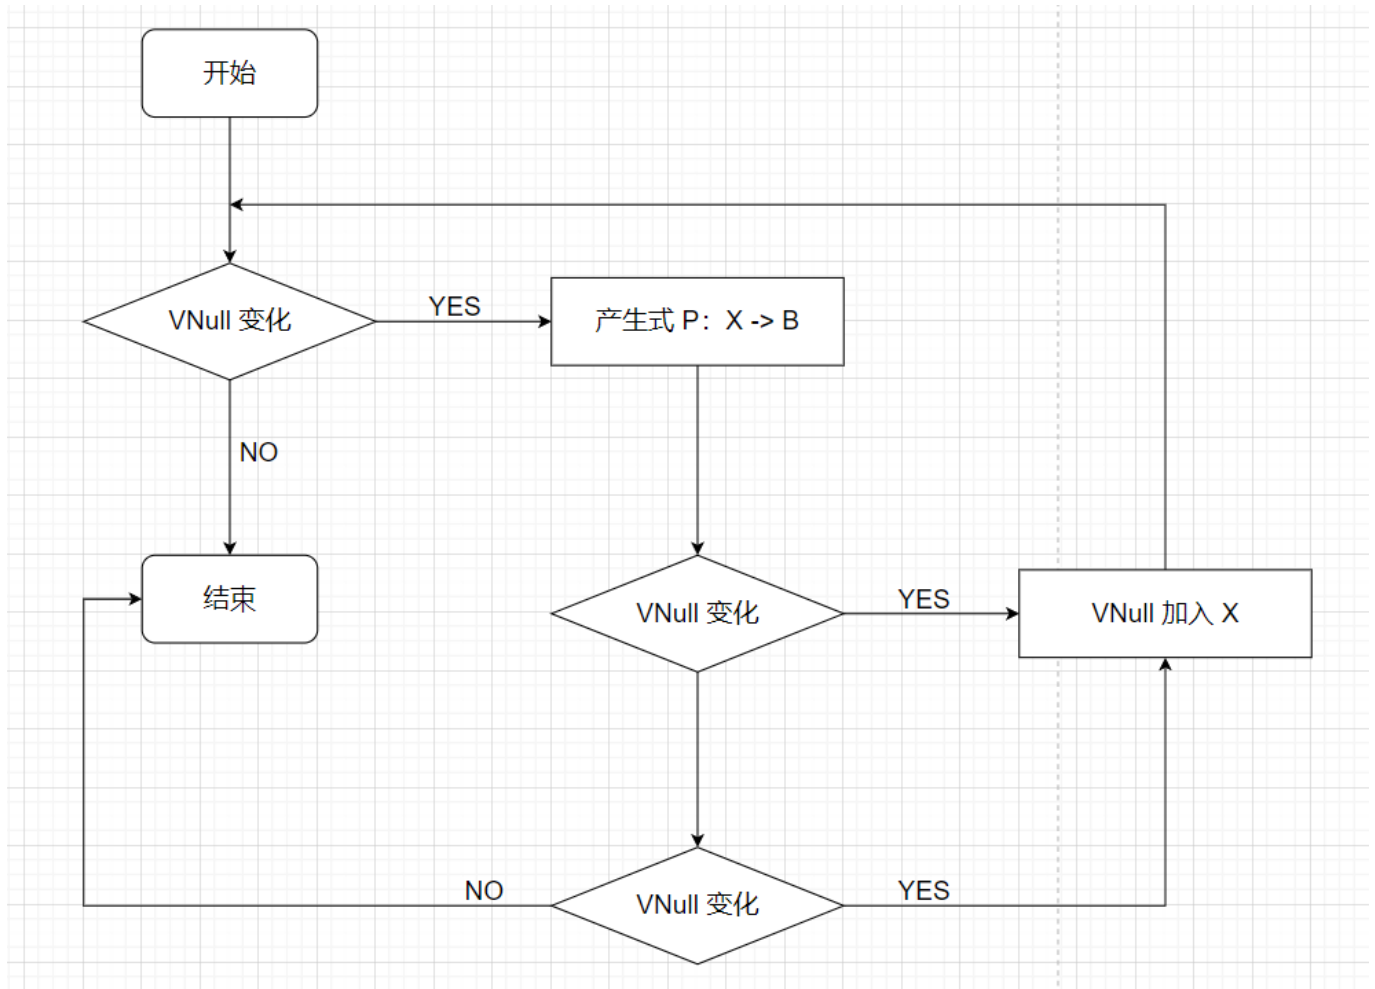 开始
VNull 变化
YES
产生式 P：X -> B
NO
结束
VNull 变化
YES
VNull 加入 X
NO
VNull 变化
YES